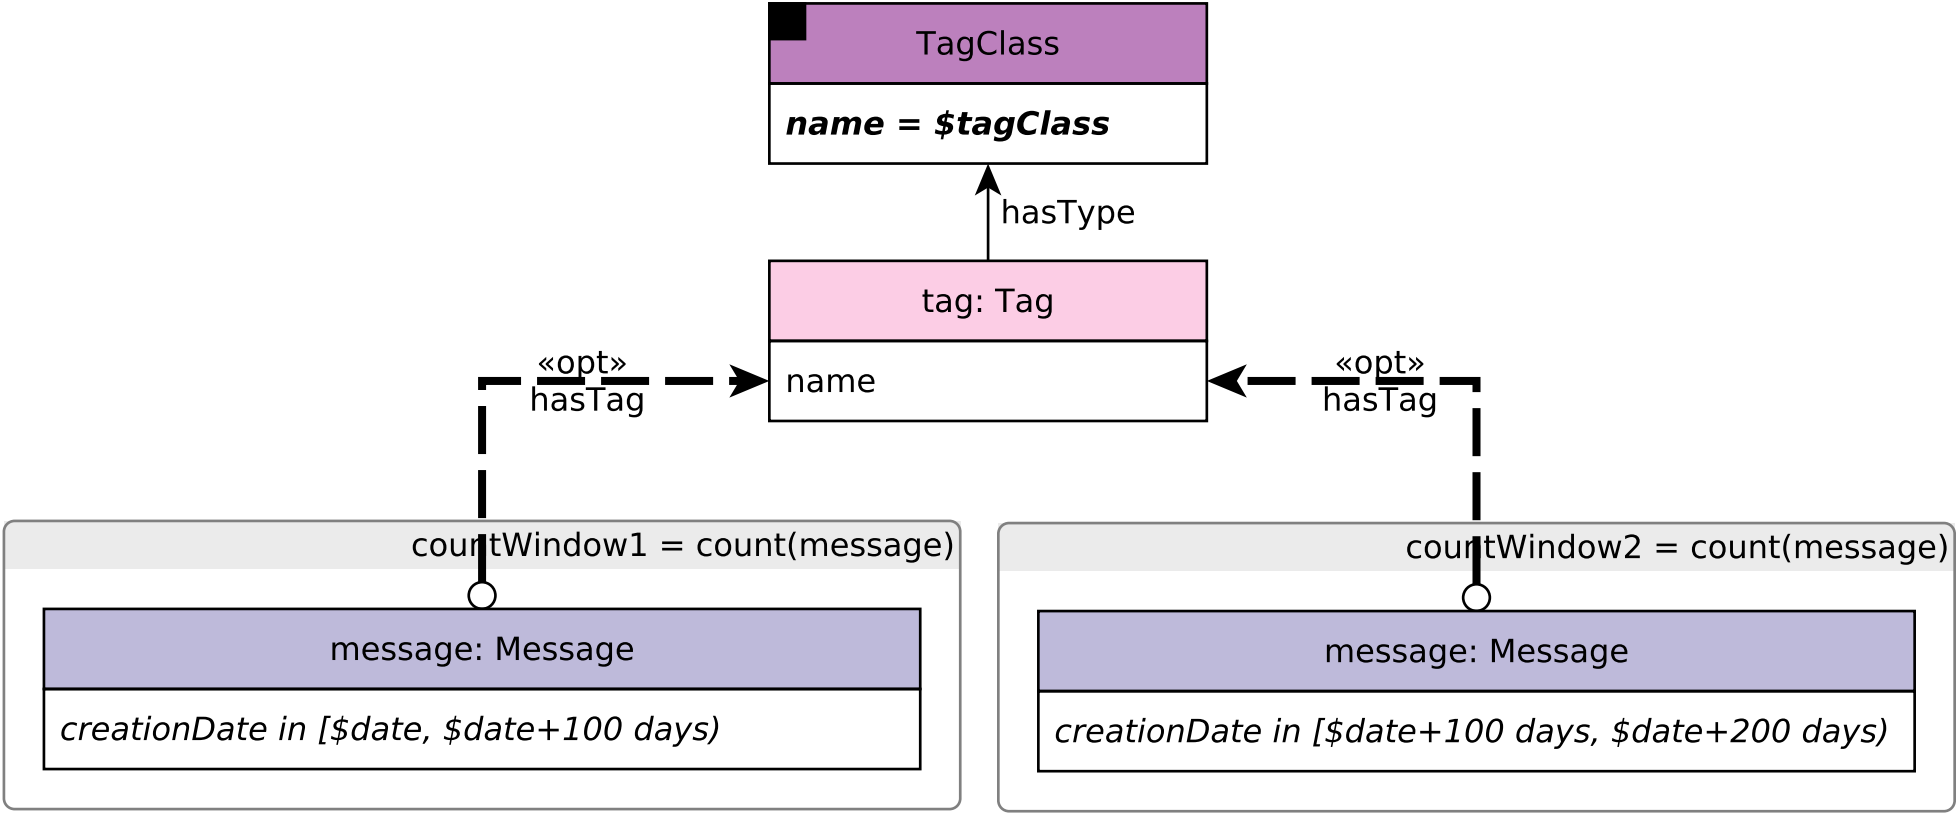 TagClass
name = $tagClass
hasType
tag: Tag
name
«opt»
hasTag
«opt»
hasTag
countWindow1 = count(message)
message: Message
creationDate in [$date, $date+100 days)
countWindow2 = count(message)
message: Message
creationDate in [$date+100 days, $date+200 days)